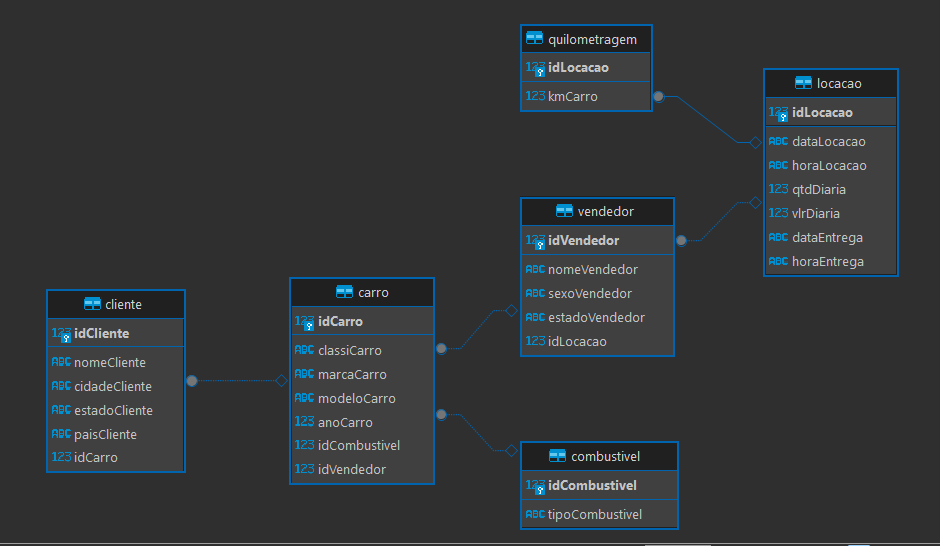 quilometragem
123 idLocacao
123 kmCarro
locacao
123 idLocacao
ABC dataLocacao
ABC horaLocacao
123 qtdDiaria
123 vlrDiaria
ABC dataEntrega
ABC horaEntrega
vendedor
123 idVendedor
ABC nomeVendedor
ABC sexoVendedor
ABC estadoVendedor
123 idLocacao
carro
123 idCarro
ABC classiCarro
ABC marcaCarro
ABC modeloCarro
123 anoCarro
123 idCombustivel
123 idVendedor
cliente
123 idCliente
ABC nomeCliente
ABC cidadeCliente
ABC estadoCliente
ABC paisCliente
123 idCarro
combustivel
123 idCombustivel
ABC tipoCombustivel